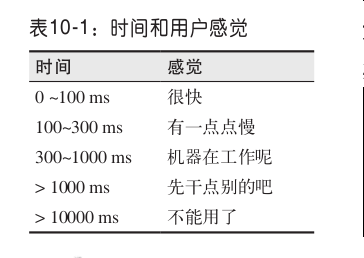 表10-1：时间和用户感觉
时间 感觉
0 ~100 ms 很快
100~300 ms 有一点点慢
300~1000 ms 机器在工作呢
> 1000 ms 先干点别的吧
> 10000 ms 不能用了